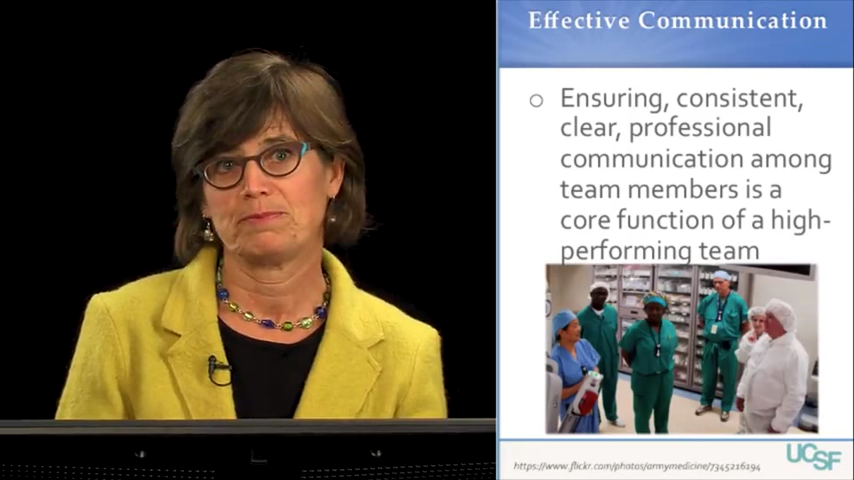 Effective Communication
Ensuring, consistent,
clear, professional
communication among
team members is a
core function of a high-
performing team
https://www.flickr.com/photos/armymedicine/7345216194
UCSF